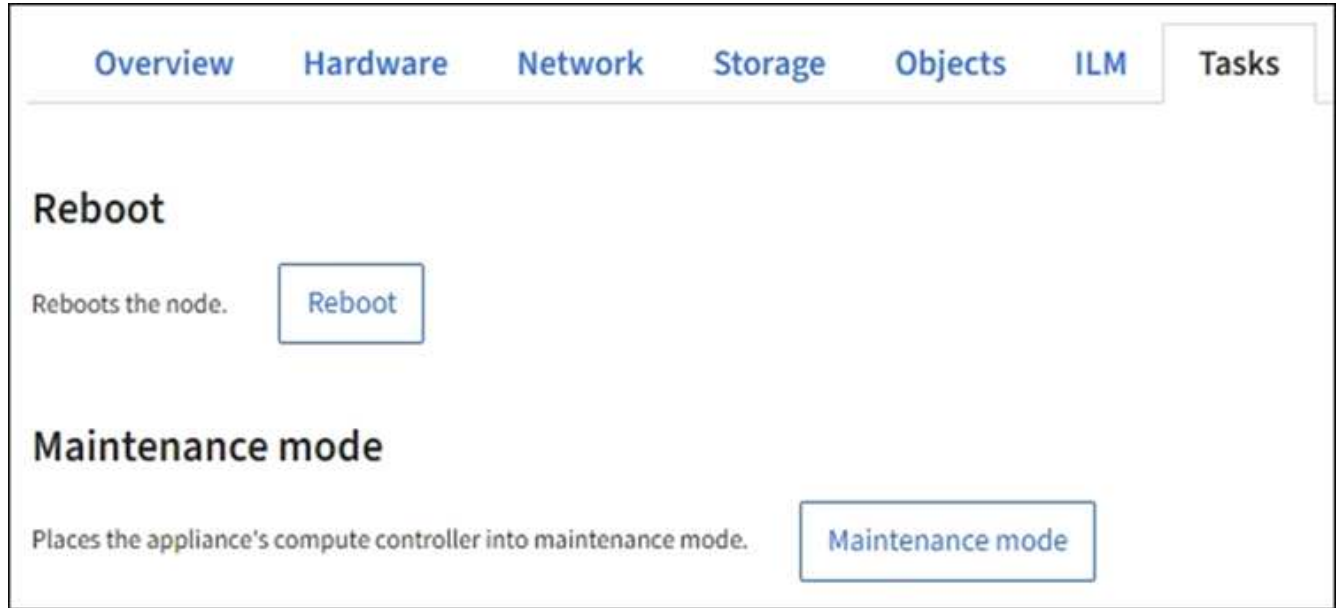 Overview Hardware Network Storage Objects ILM Tasks
Reboot
Reboots the node. Reboot
Maintenance mode
Places the appliance's compute controller into maintenance mode. Maintenance mode